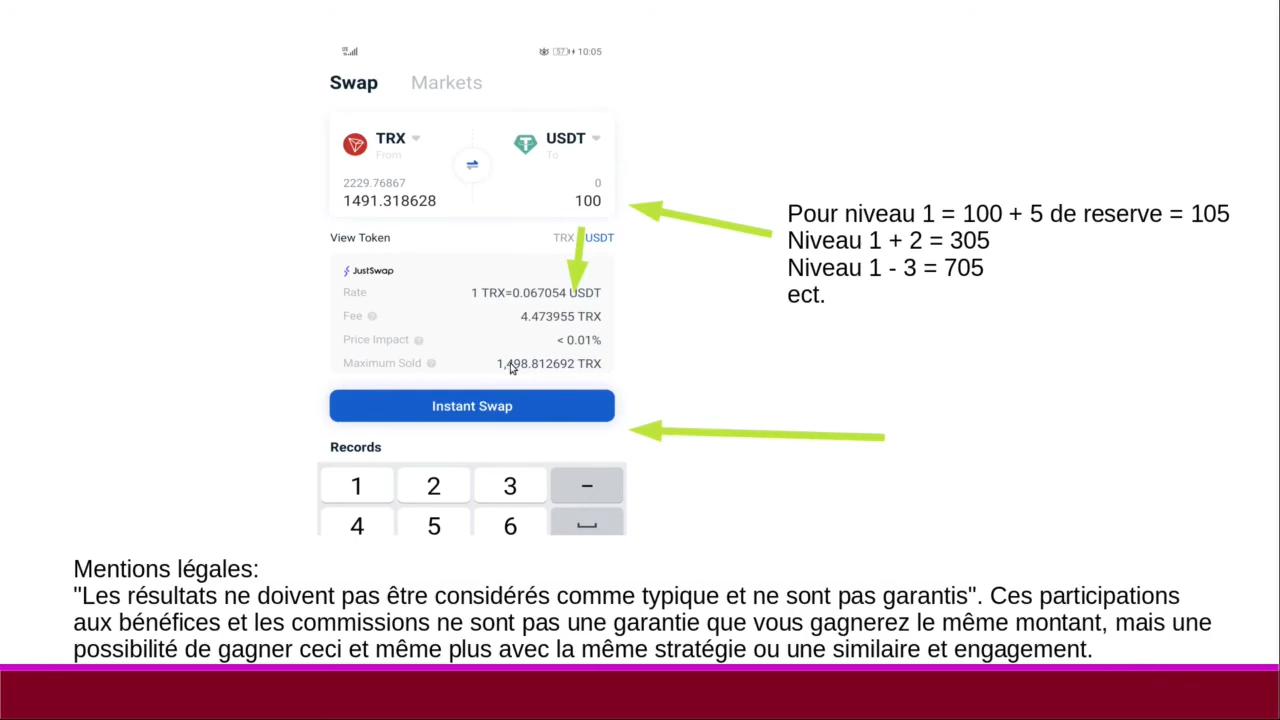 57 10:05
Swap Markets
TRX USDT
From To
2229.76867 0
1491.318628 100
View Token TRX USDT
JustSwap
Rate 1 TRX=0.067054 USDT
Fee 4.473955 TRX
Price Impact < 0.01%
Maximum Sold 1,498.812692 TRX
Instant Swap
Records
1 2 3 -
4 5 6
Pour niveau 1 = 100 + 5 de reserve = 105
Niveau 1 + 2 = 305
Niveau 1 - 3 = 705
ect.
Mentions légales:
"Les résultats ne doivent pas être considérés comme typique et ne sont pas garantis". Ces participations
aux bénéfices et les commissions ne sont pas une garantie que vous gagnerez le même montant, mais une
possibilité de gagner ceci et même plus avec la même stratégie ou une similaire et engagement.